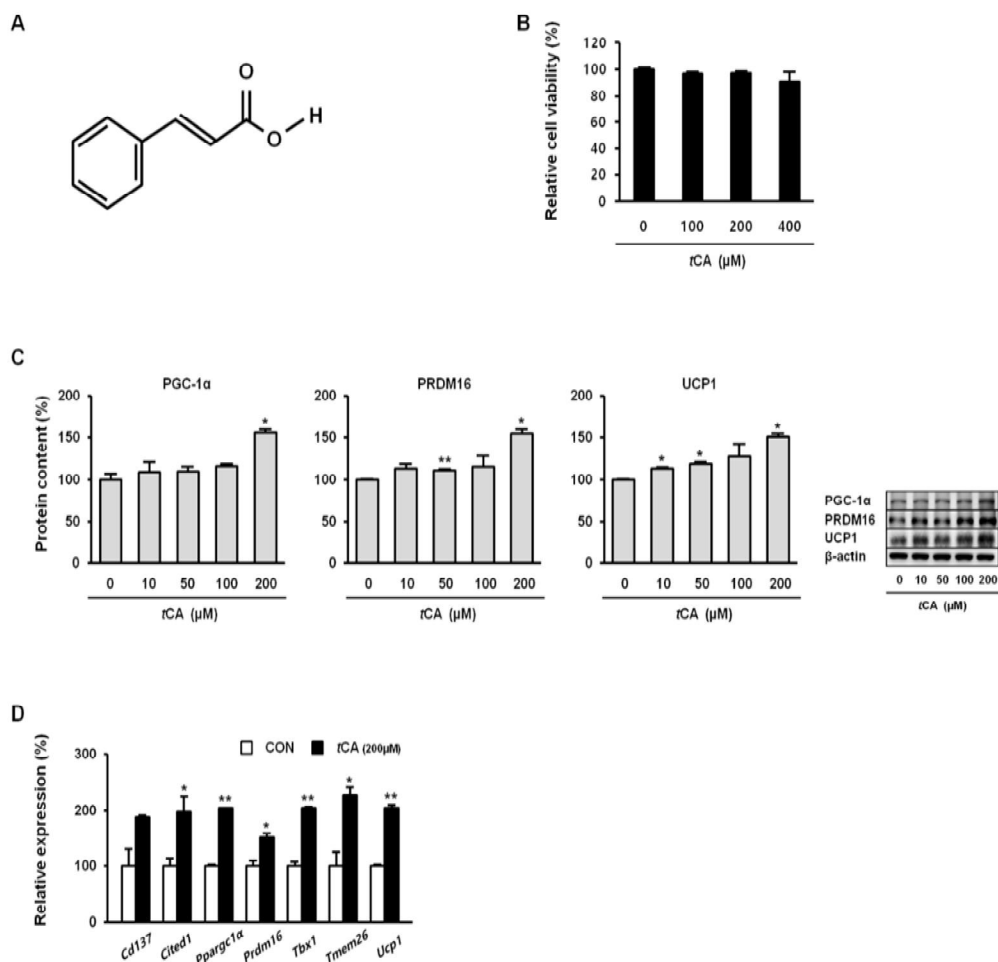 A
O
O
H
B
Relative cell viability (%)
120
100
80
60
40
20
0
0 100 200 400
tCA (μM)
C
Protein content (%)
PGC-1α
200
150
100
50
0
0 10 50 100 200
tCA (μM)
*
PRDM16
200
150
100
50
0
0 10 50 100 200
tCA (μM)
**
*
UCP1
200
150
100
50
0
0 10 50 100 200
tCA (μM)
*
*
*
PGC-1α
PRDM16
UCP1
β-actin
0 10 50 100 200
tCA (μM)
D
Relative expression (%)
CON tCA (200μM)
300
200
100
0
* ** * ** * **
Cd137 Cited1 Ppargc1α Prdm16 Tbx1 Tmem26 Ucp1